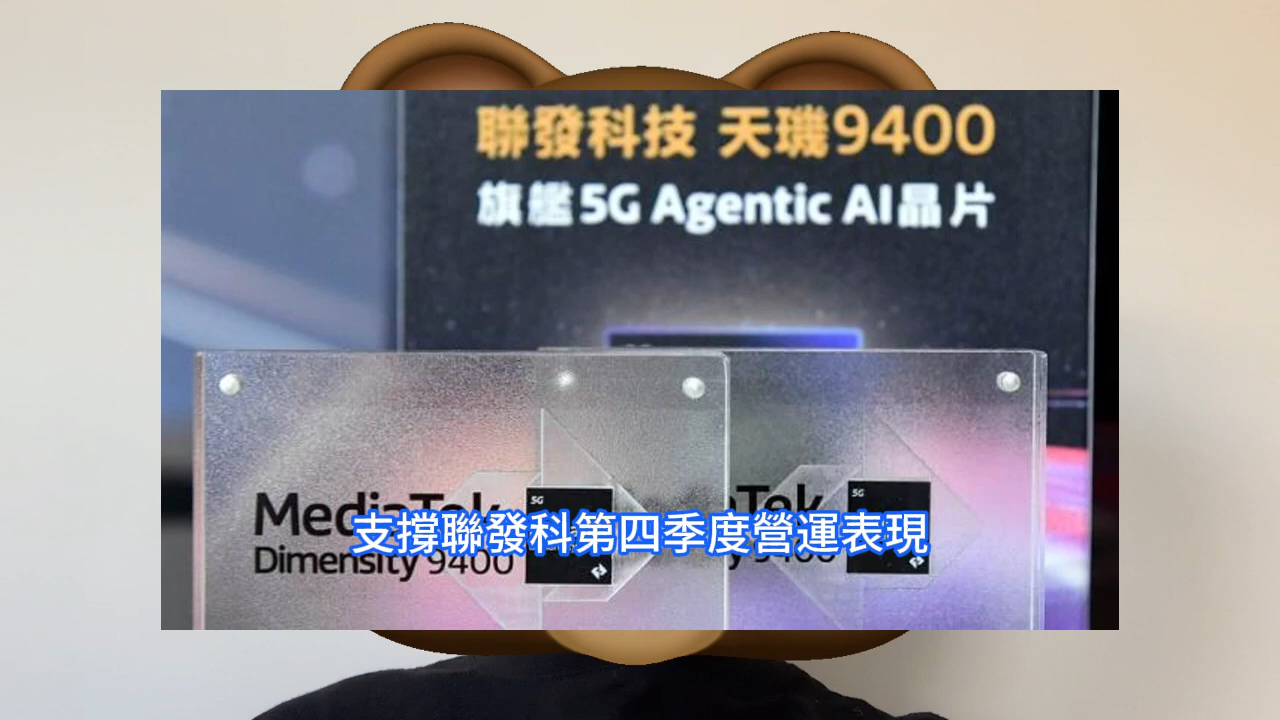 聯發科技 天璣9400
旗艦5G Agentic AI晶片
MediaTek
Dimensity 9400
5G
5G
支撐聯發科第四季度營運表現